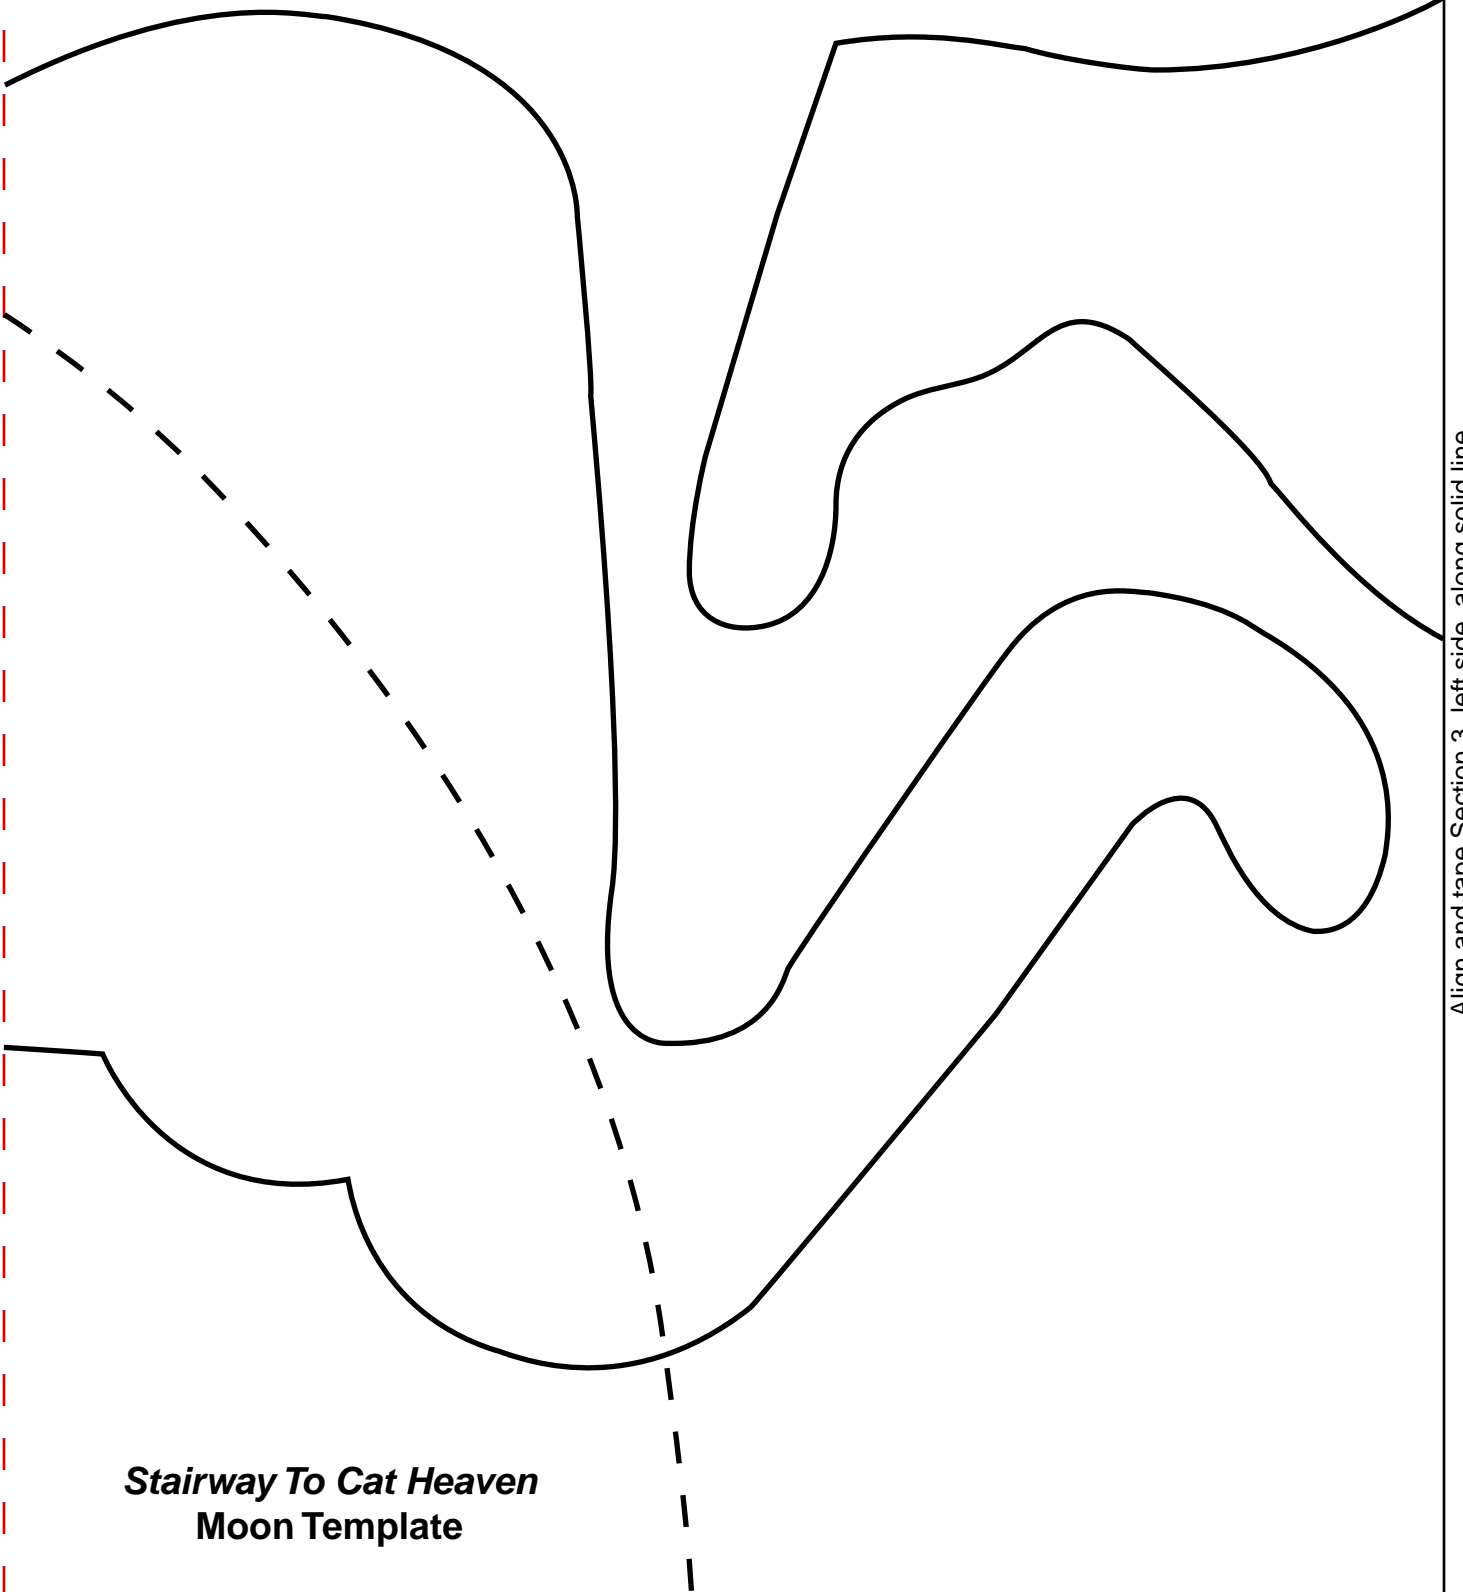 Align and tape Section 3, left side, along solid line
Stairway To Cat Heaven
Moon Template